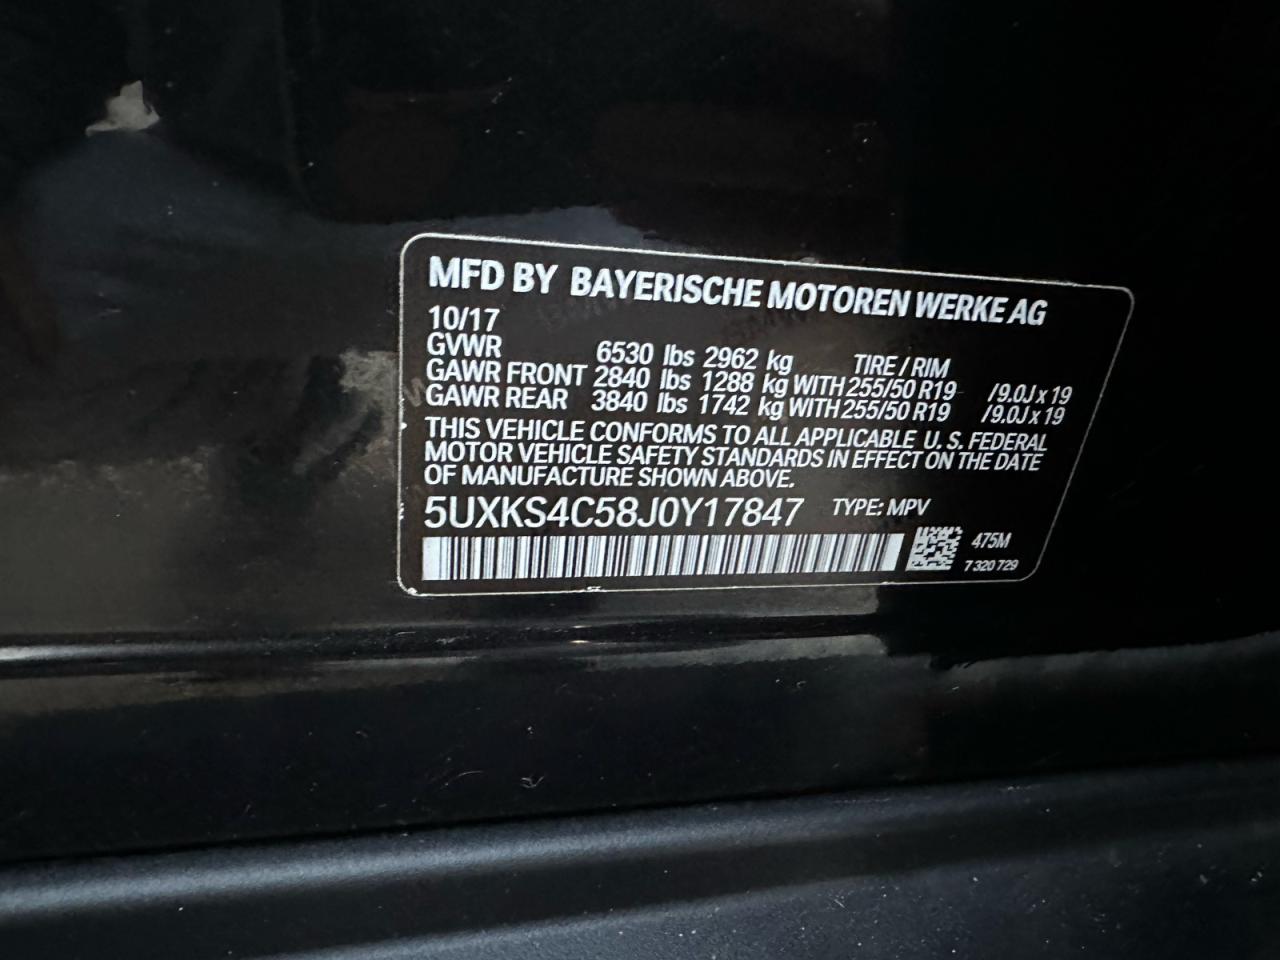 MFD BY BAYERISCHE MOTOREN WERKE AG
10/17
GVWR 6530 lbs 2962 kg TIRE / RIM
GAWR FRONT 2840 lbs 1288 kg WITH 255/50 R19 /9.0J x 19
GAWR REAR 3840 lbs 1742 kg WITH 255/50 R19 /9.0J x 19
THIS VEHICLE CONFORMS TO ALL APPLICABLE U. S. FEDERAL
MOTOR VEHICLE SAFETY STANDARDS IN EFFECT ON THE DATE
OF MANUFACTURE SHOWN ABOVE.
5UXKS4C58J0Y17847 TYPE: MPV
475M
7 320 729